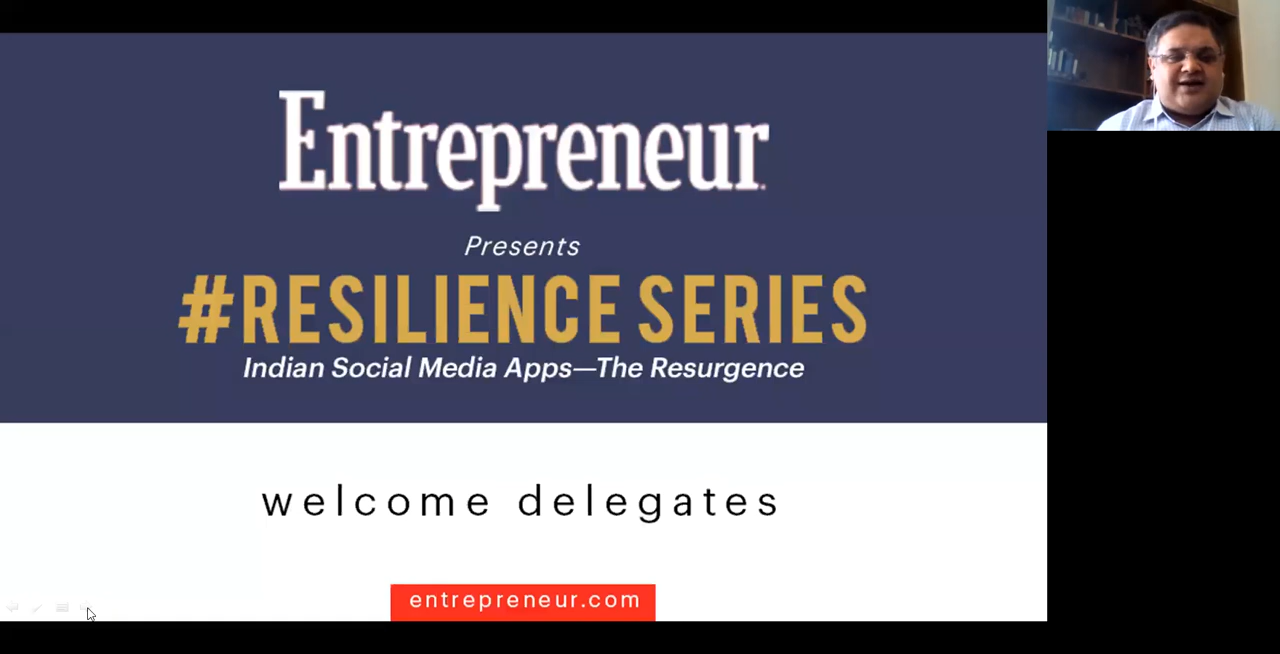 Entrepreneur
Presents
#RESILIENCE SERIES
Indian Social Media Apps—The Resurgence
welcome delegates
entrepreneur.com